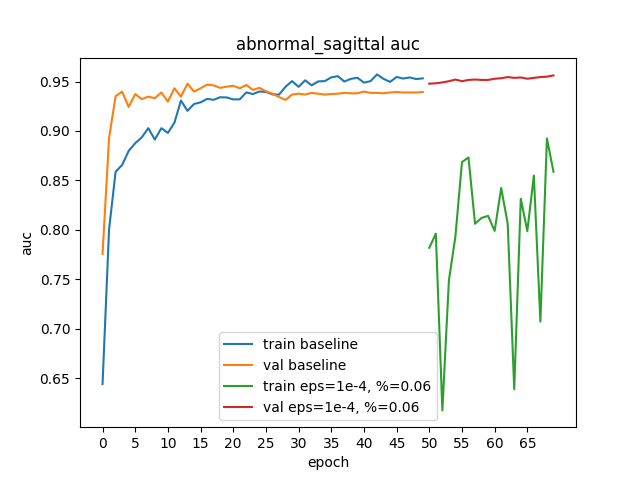 abnormal_sagittal auc
auc
0.95
0.90
0.85
0.80
0.75
0.70
0.65
train baseline
val baseline
train eps=1e-4, %=0.06
val eps=1e-4, %=0.06
0 5 10 15 20 25 30 35 40 45 50 55 60 65
epoch